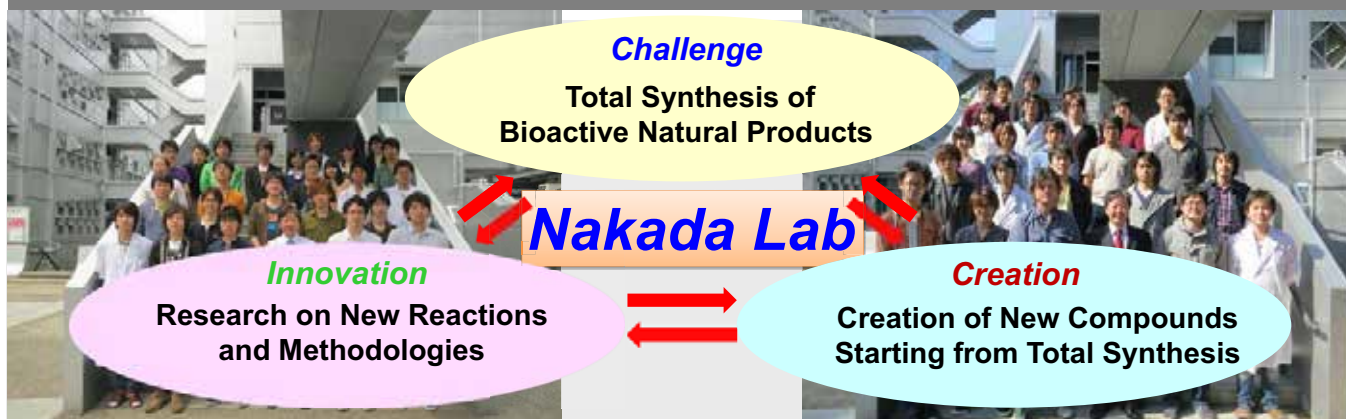 Challenge
Total Synthesis of
Bioactive Natural Products
Nakada Lab
Innovation
Research on New Reactions
and Methodologies
Creation
Creation of New Compounds
Starting from Total Synthesis